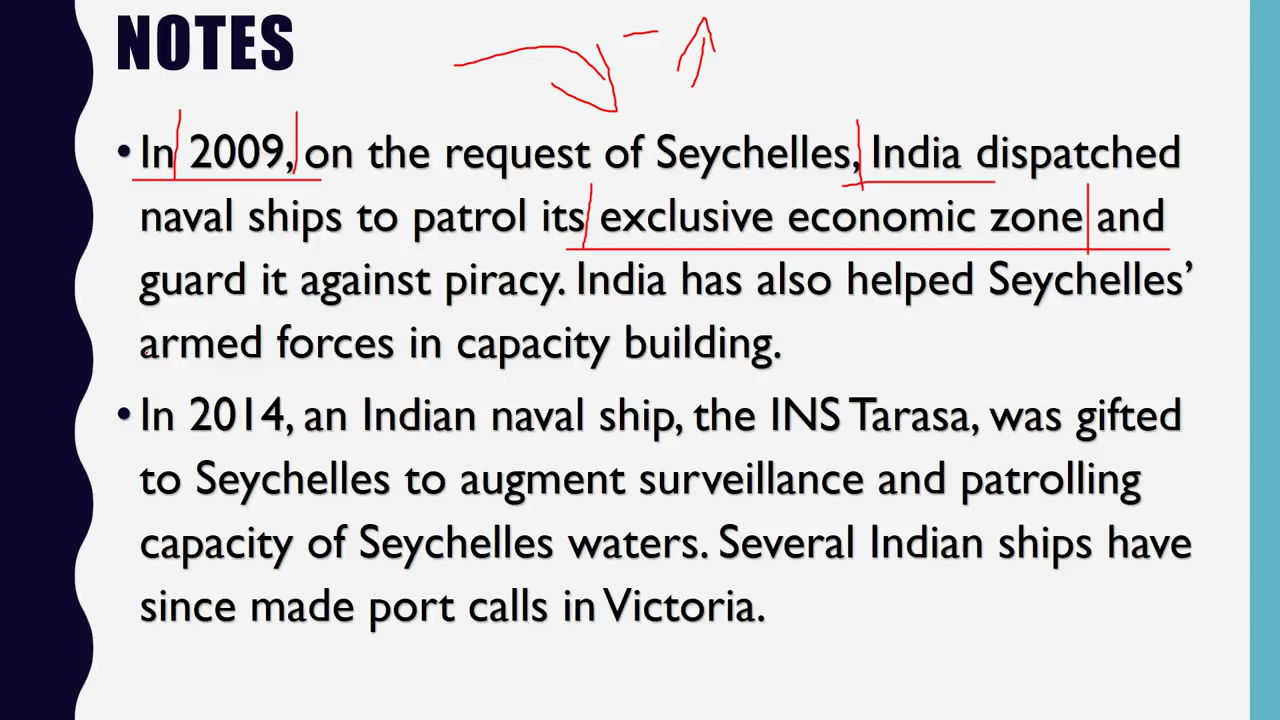 NOTES
• In 2009, on the request of Seychelles, India dispatched
naval ships to patrol its exclusive economic zone and
guard it against piracy. India has also helped Seychelles’
armed forces in capacity building.
• In 2014, an Indian naval ship, the INS Tarasa, was gifted
to Seychelles to augment surveillance and patrolling
capacity of Seychelles waters. Several Indian ships have
since made port calls in Victoria.